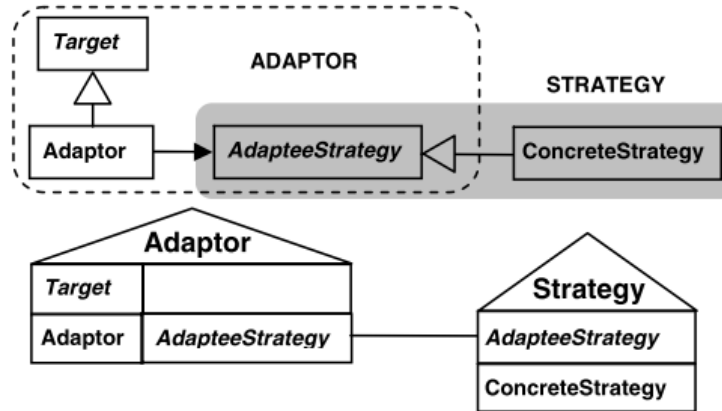 Target
ADAPTOR
STRATEGY
Adaptor
AdapteeStrategy
ConcreteStrategy
Adaptor
Target
Adaptor
AdapteeStrategy
Strategy
AdapteeStrategy
ConcreteStrategy